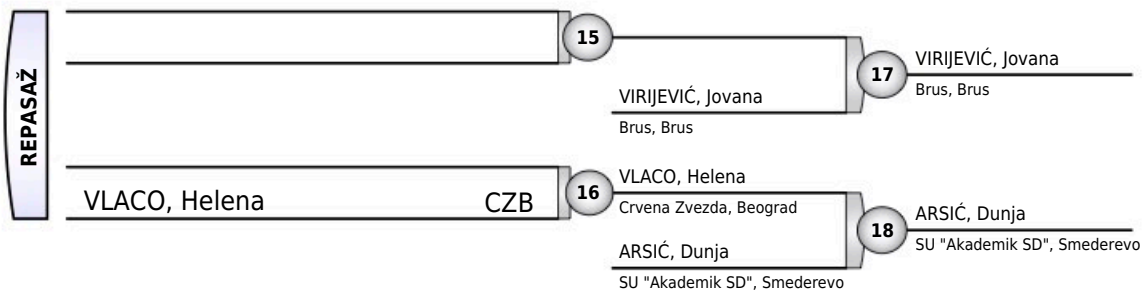 REPASAŽ
15
VIRIJEVIĆ, Jovana
Brus, Brus
17
VIRIJEVIĆ, Jovana
Brus, Brus
VLACO, Helena CZB
16
VLACO, Helena
Crvena Zvezda, Beograd
ARSIĆ, Dunja
SU "Akademik SD", Smederevo
18
ARSIĆ, Dunja
SU "Akademik SD", Smederevo